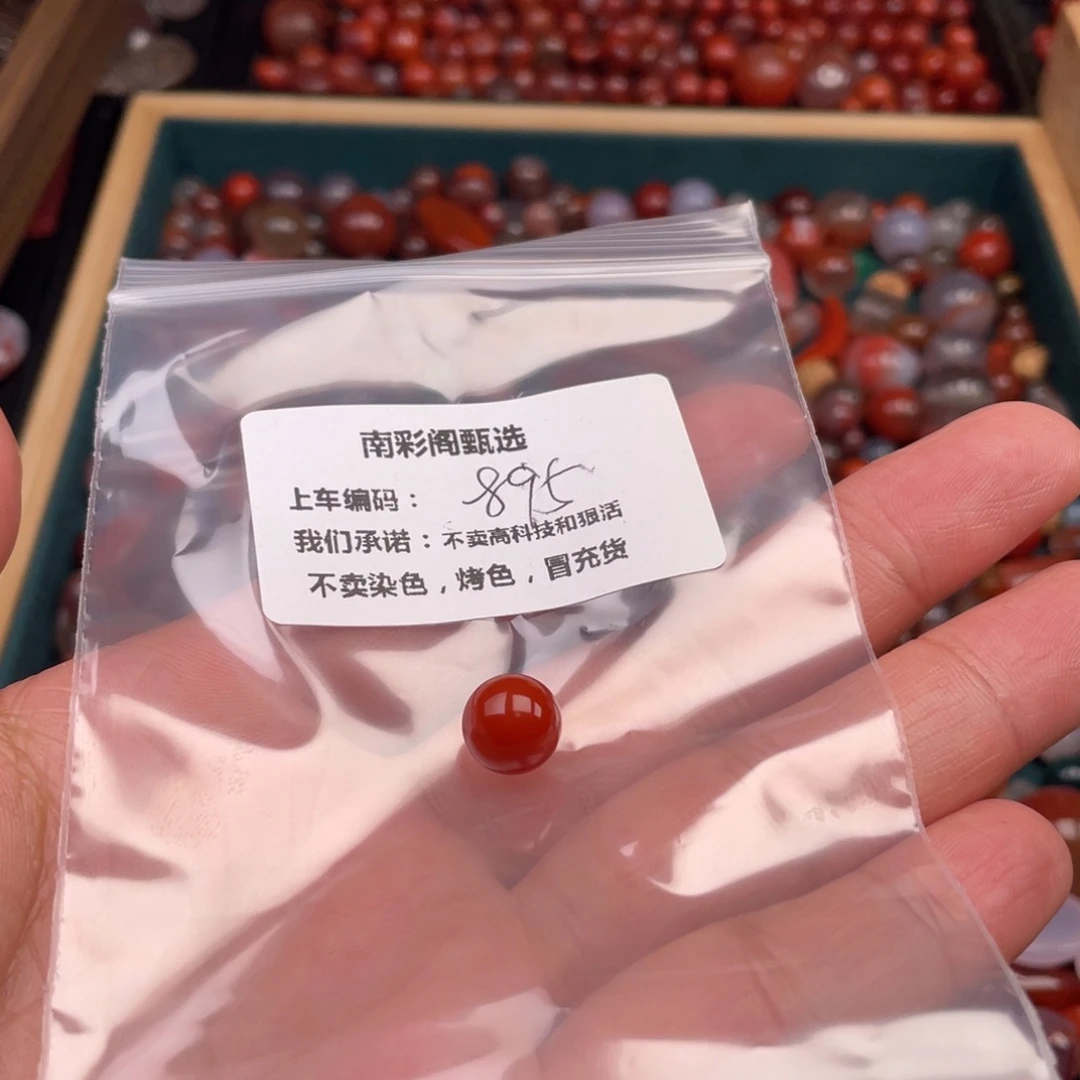 南彩阁甄选
上车编码：895
我们承诺：不卖高科技和狠活
不卖染色，烤色，冒充货